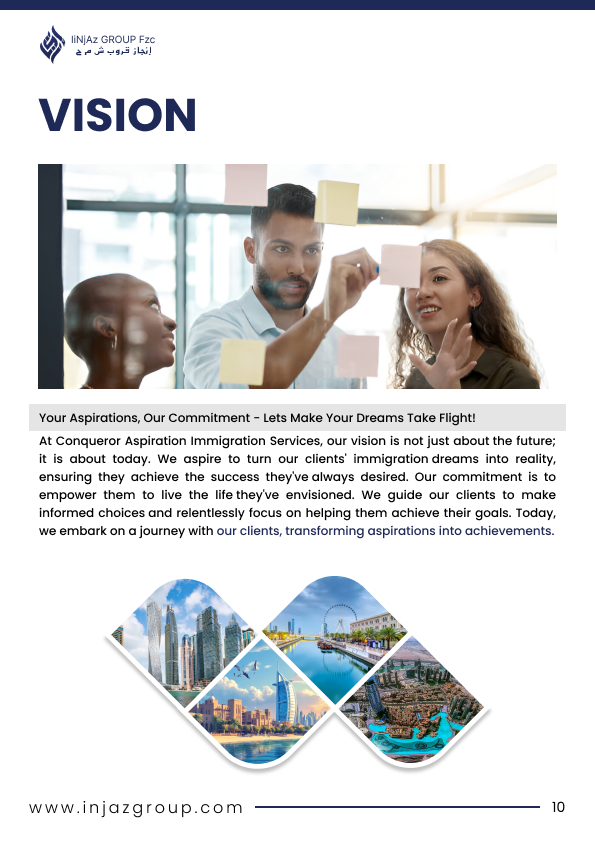 IiNjAz GROUP Fzc
إنجاز قروب ش م ح
VISION
Your Aspirations, Our Commitment - Lets Make Your Dreams Take Flight!
At Conqueror Aspiration Immigration Services, our vision is not just about the future;
it is about today. We aspire to turn our clients' immigration dreams into reality,
ensuring they achieve the success they've always desired. Our commitment is to
empower them to live the life they've envisioned. We guide our clients to make
informed choices and relentlessly focus on helping them achieve their goals. Today,
we embark on a journey with our clients, transforming aspirations into achievements.
www.injazgroup.com
10